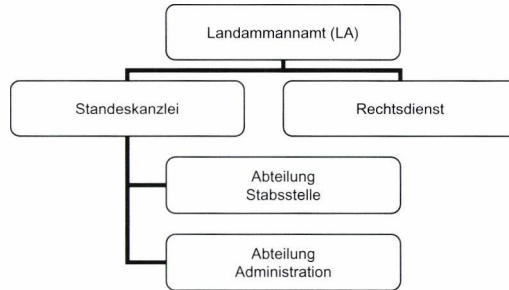 Landammannamt (LA)
Standeskanzlei
Rechtsdienst
Abteilung
Stabsstelle
Abteilung
Administration